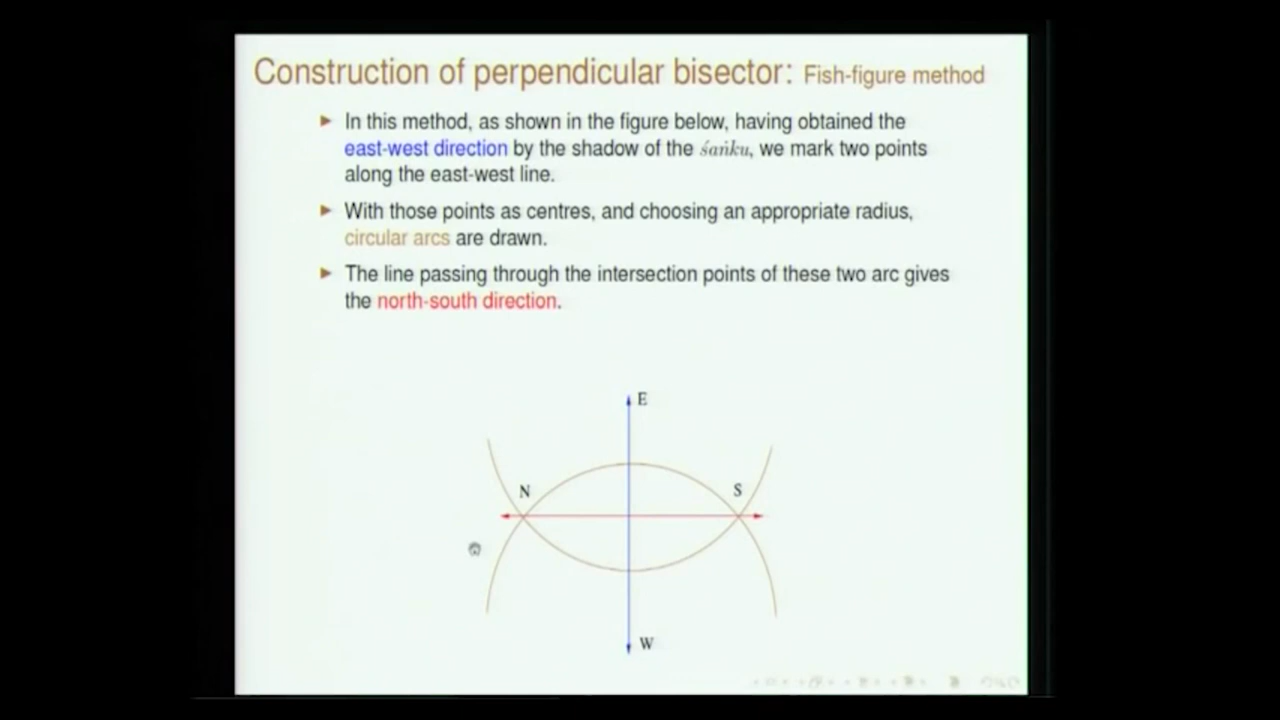 Construction of perpendicular bisector: Fish-figure method
▶ In this method, as shown in the figure below, having obtained the
east-west direction by the shadow of the śaṅku, we mark two points
along the east-west line.
▶ With those points as centres, and choosing an appropriate radius,
circular arcs are drawn.
▶ The line passing through the intersection points of these two arc gives
the north-south direction.
E
N
S
W